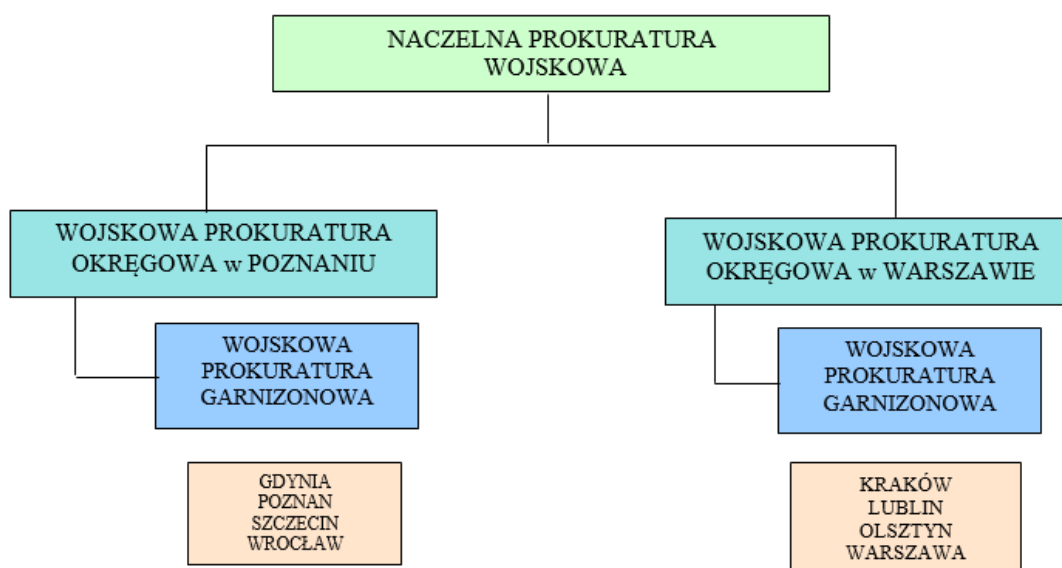 NACZELNA PROKURATURA
WOJSKOWA
WOJSKOWA PROKURATURA
OKRĘGOWA w POZNANIU
WOJSKOWA PROKURATURA
OKRĘGOWA w WARSZAWIE
WOJSKOWA
PROKURATURA
GARNIZONOWA
WOJSKOWA
PROKURATURA
GARNIZONOWA
GDYNIA
POZNAN
SZCZECIN
WROCŁAW
KRAKÓW
LUBLIN
OLSZTYN
WARSZAWA